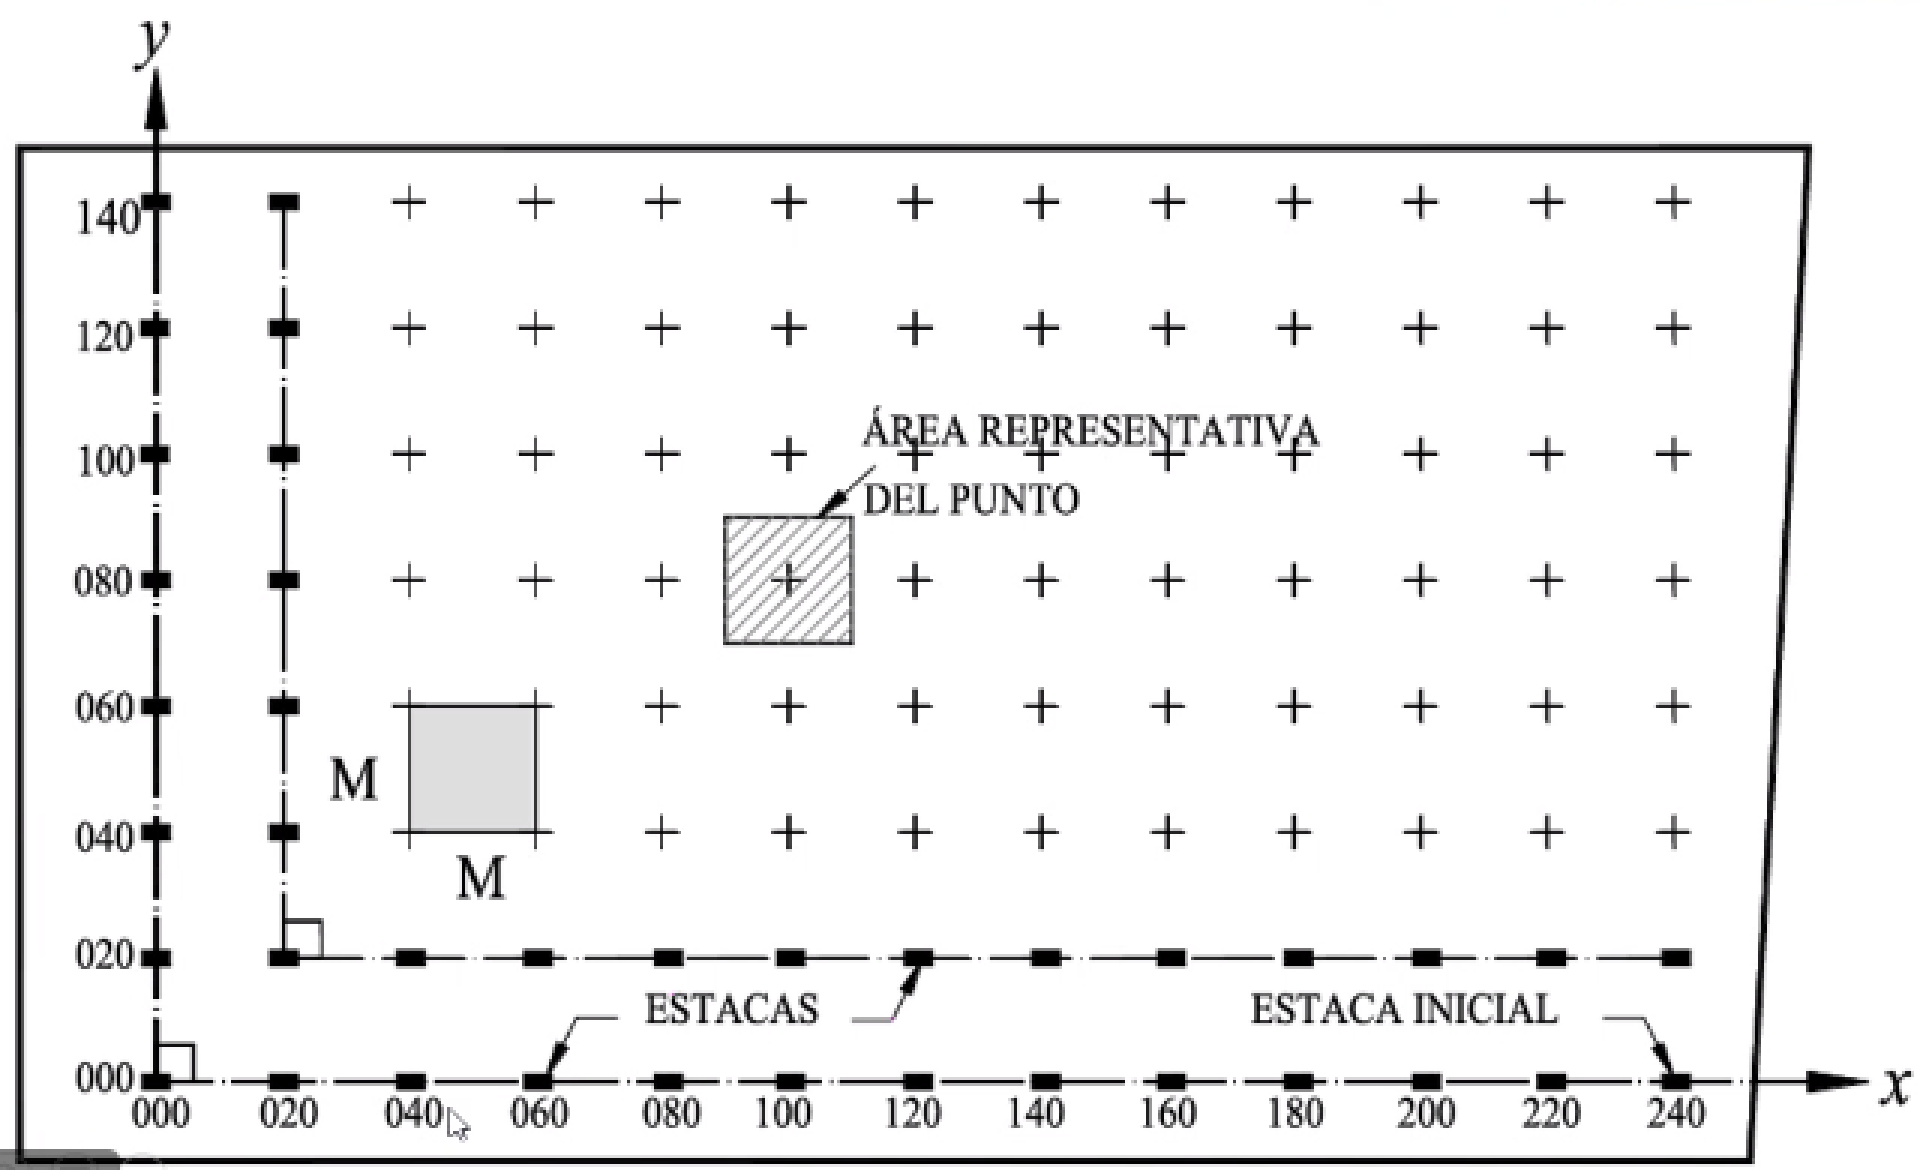 y
140
120
100
ÁREA REPRESENTATIVA
DEL PUNTO
080
060
M
040
M
020
ESTACAS
ESTACA INICIAL
000
x
000 020 040 060 080 100 120 140 160 180 200 220 240